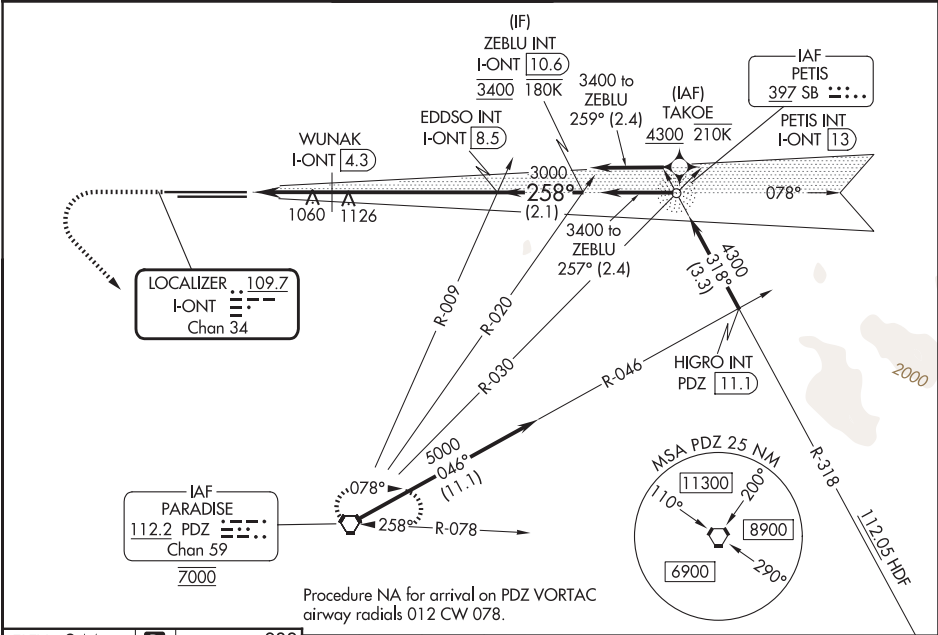 (IF)
ZEBLU INT
I-ONT 10.6
3400 180K
3400 to
ZEBLU
259° (2.4)
(IAF)
TAKOE
4300 210K
IAF
PETIS
397 SB
PETIS INT
I-ONT 13
EDDSO INT
I-ONT 8.5
WUNAK
I-ONT 4.3
3000
258°
(2.1)
078°
1060
1126
3400 to
ZEBLU
257° (2.4)
4300
318°
(3.3)
LOCALIZER 109.7
I-ONT
Chan 34
R-009
R-020
R-030
R-046
HIGRO INT
PDZ 11.1
2000
5000
046°
(11.1)
R-318
112.05 HDF
MSA PDZ 25 NM
11300
110°
200°
8900
6900
290°
IAF
PARADISE
112.2 PDZ
Chan 59
7000
078°
258°
R-078
Procedure NA for arrival on PDZ VORTAC
airway radials 012 CW 078.